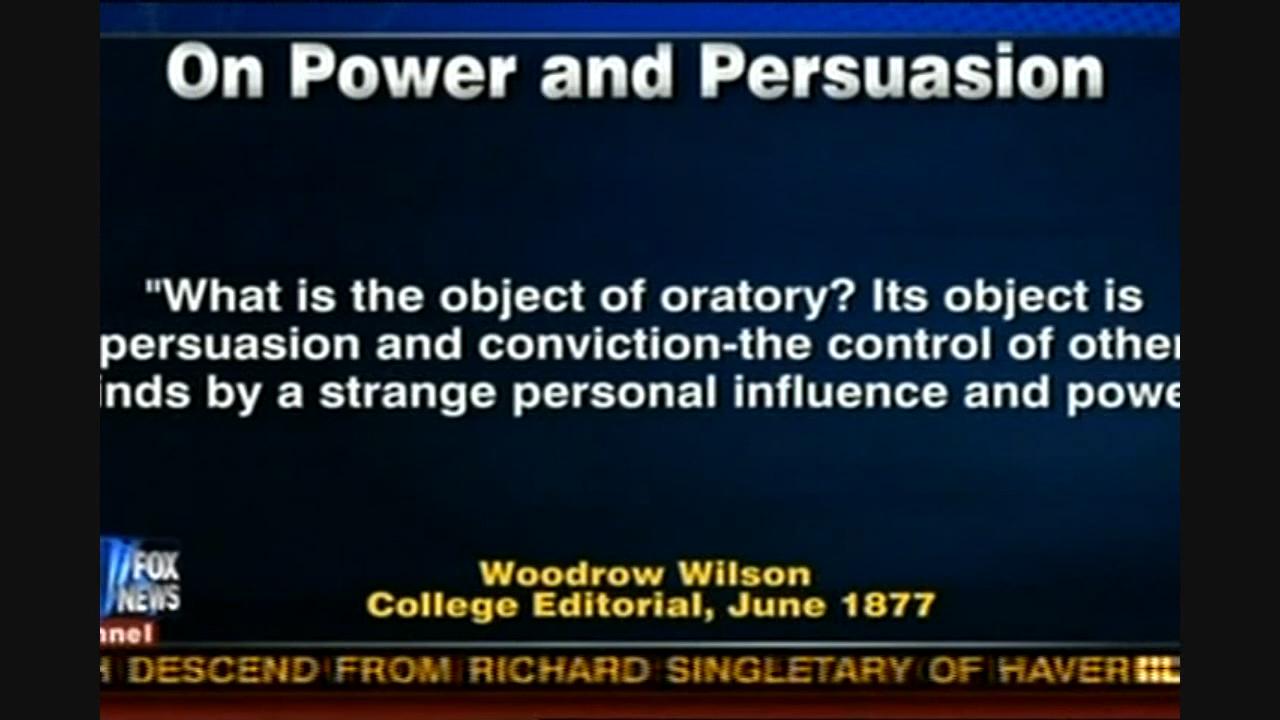 On Power and Persuasion
"What is the object of oratory? Its object is
persuasion and conviction-the control of other
inds by a strange personal influence and powe
Woodrow Wilson
College Editorial, June 1877
FOX
NEWS
nnel
DESCEND FROM RICHARD SINGLETARY OF HAVER